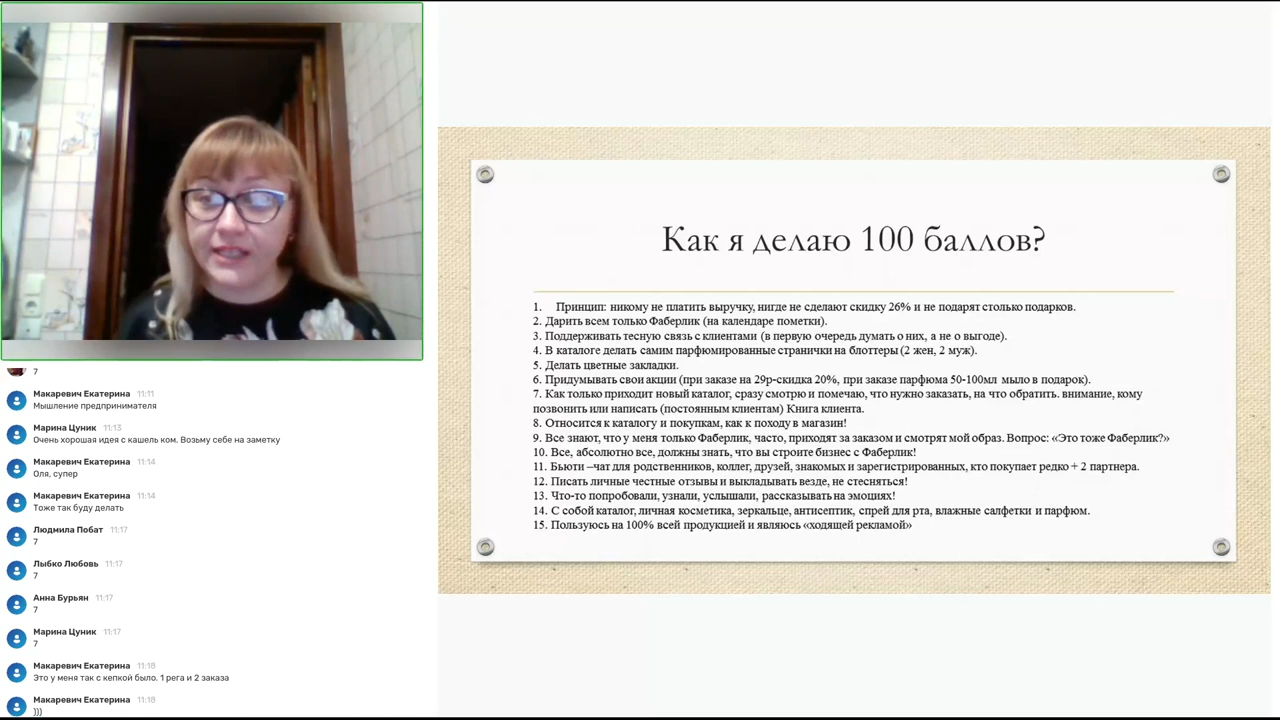 7
Макаревич Екатерина 11:11
Мышление предпринимателя
Марина Цуник 11:13
Очень хорошая идея с кашель ком. Возьму себе на заметку
Макаревич Екатерина 11:14
Оля, супер
Макаревич Екатерина 11:14
Тоже так буду делать
Людмила Побат 11:17
7
Лыбко Любовь 11:17
7
Анна Бурьян 11:17
7
Марина Цуник 11:17
7
Макаревич Екатерина 11:18
Это у меня так с кепкой было. 1 рега и 2 заказа
Макаревич Екатерина 11:18
)))
Как я делаю 100 баллов?
1. Принцип: никому не платить выручку, нигде не сделают скидку 26% и не подарят столько подарков.
2. Дарить всем только Фаберлик (на календаре пометки).
3. Поддерживать тесную связь с клиентами (в первую очередь думать о них, а не о выгоде).
4. В каталоге делать самим парфюмированные странички на блоттеры (2 жен, 2 муж).
5. Делать цветные закладки.
6. Придумывать свои акции (при заказе на 29р-скидка 20%, при заказе парфюма 50-100мл мыло в подарок).
7. Как только приходит новый каталог, сразу смотрю и помечаю, что нужно заказать, на что обратить. внимание, кому
позвонить или написать (постоянным клиентам) Книга клиента.
8. Относится к каталогу и покупкам, как к походу в магазин!
9. Все знают, что у меня только Фаберлик, часто, приходят за заказом и смотрят мой образ. Вопрос: «Это тоже Фаберлик?»
10. Все, абсолютно все, должны знать, что вы строите бизнес с Фаберлик!
11. Бьюти –чат для родственников, коллег, друзей, знакомых и зарегистрированных, кто покупает редко + 2 партнера.
12. Писать личные честные отзывы и выкладывать везде, не стесняться!
13. Что-то попробовали, узнали, услышали, рассказывать на эмоциях!
14. С собой каталог, личная косметика, зеркальце, антисептик, спрей для рта, влажные салфетки и парфюм.
15. Пользуюсь на 100% всей продукцией и являюсь «ходящей рекламой»